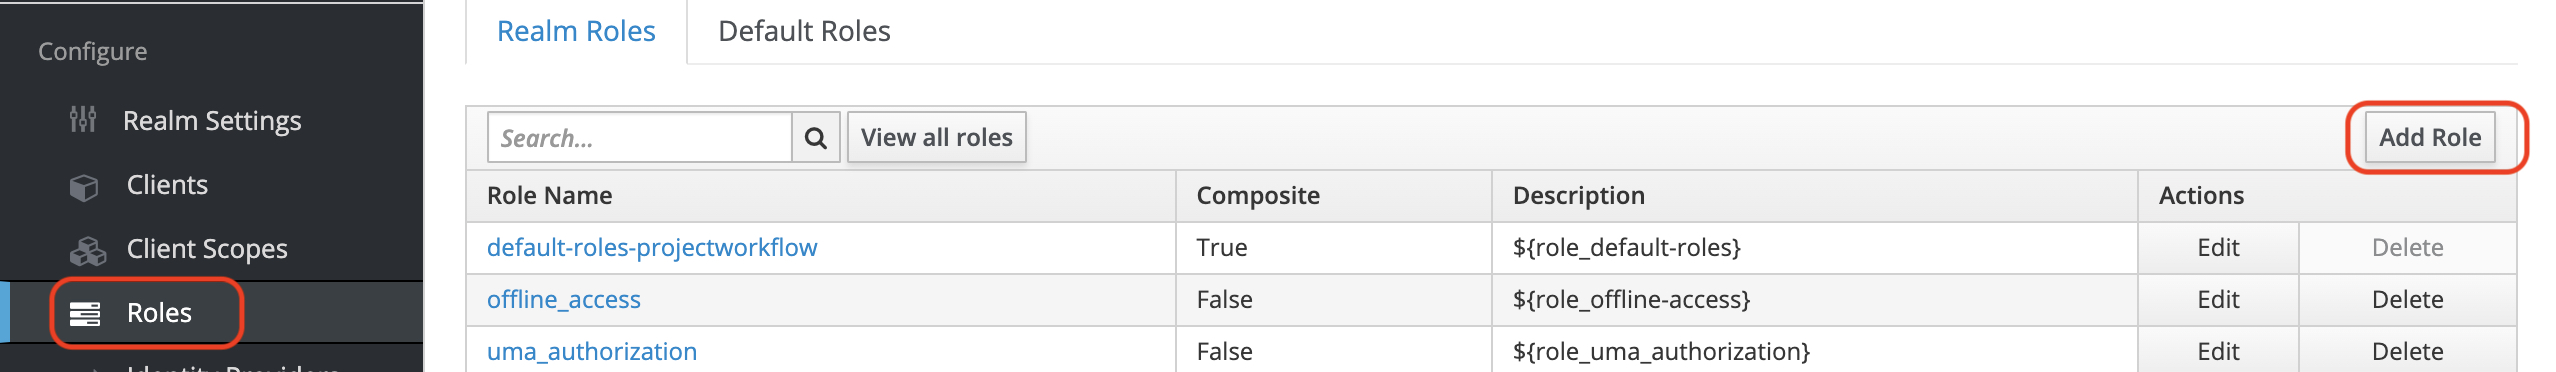 Configure
Realm Settings
Clients
Client Scopes
Roles
Identity Providers
Realm Roles Default Roles
Search... View all roles Add Role
Role Name Composite Description Actions
default-roles-projectworkflow True ${role_default-roles} Edit Delete
offline_access False ${role_offline-access} Edit Delete
uma_authorization False ${role_uma_authorization} Edit Delete